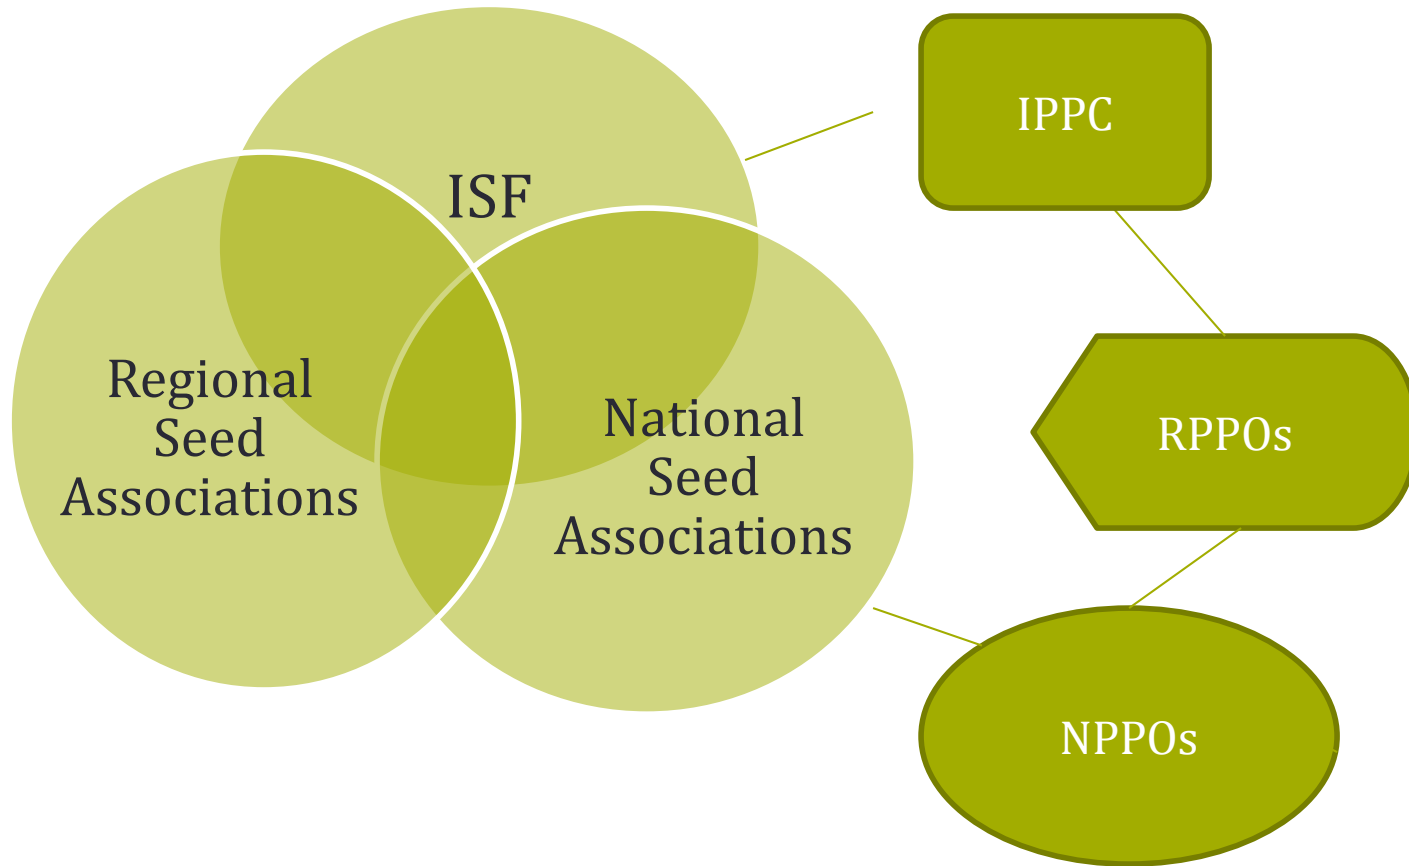 ISF
Regional
Seed
Associations
National
Seed
Associations
IPPC
RPPOs
NPPOs